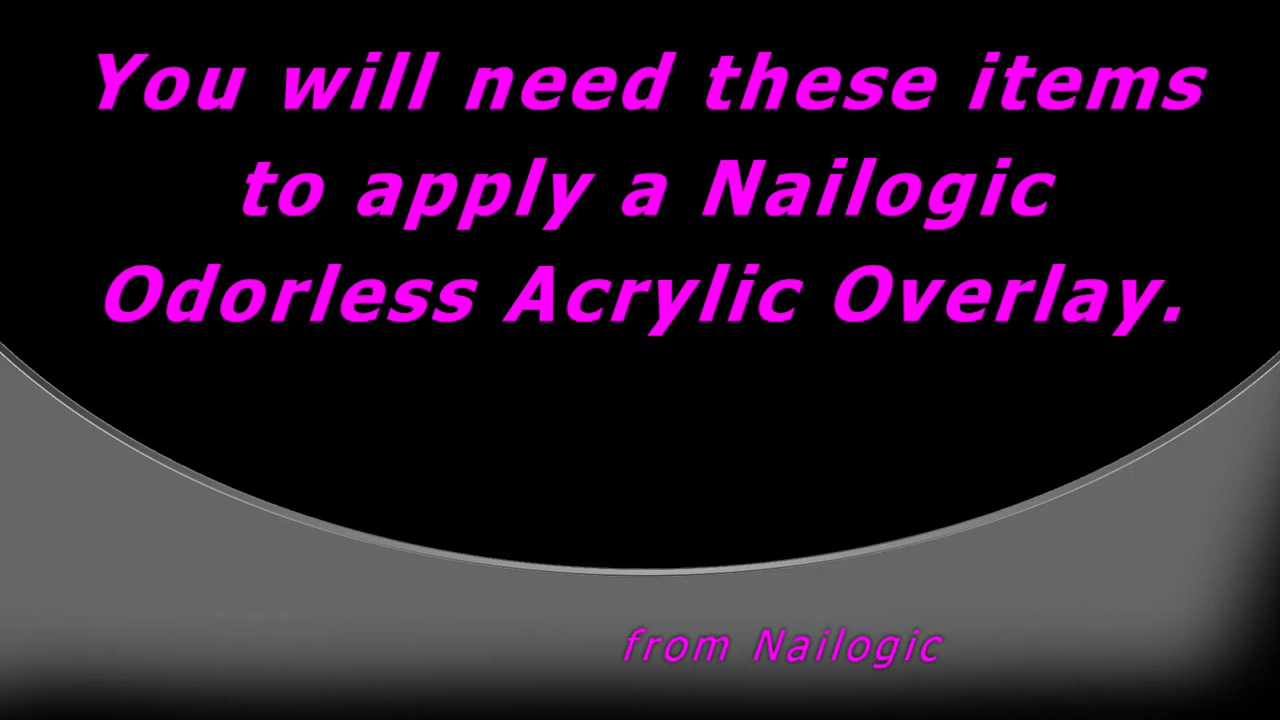 You will need these items
to apply a Nailogic
Odorless Acrylic Overlay.
from Nailogic